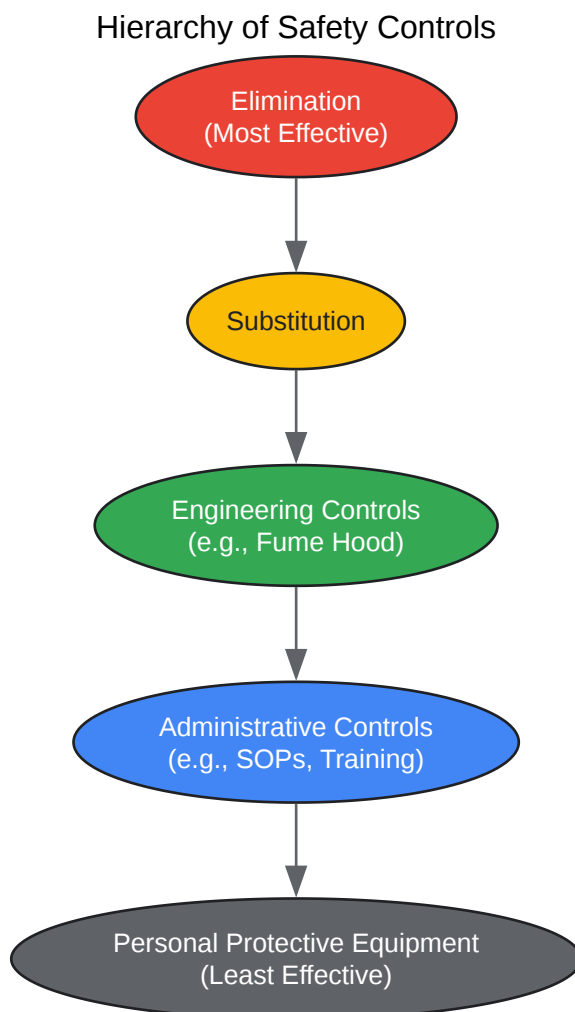 Hierarchy of Safety Controls
Elimination
(Most Effective)
Substitution
Engineering Controls
(e.g., Fume Hood)
Administrative Controls
(e.g., SOPs, Training)
Personal Protective Equipment
(Least Effective)